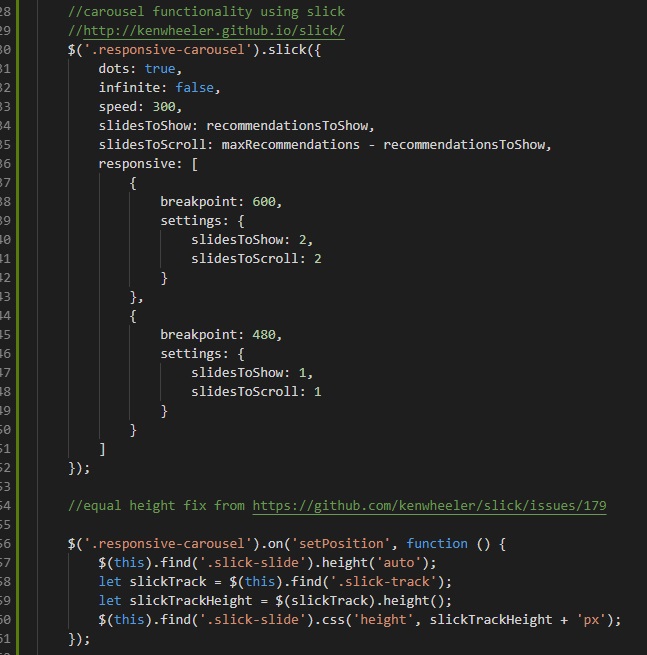 28 //carousel functionality using slick
29 //http://kenwheeler.github.io/slick/
30 $('.responsive-carousel').slick({
31 dots: true,
32 infinite: false,
33 speed: 300,
34 slidesToShow: recommendationsToShow,
35 slidesToScroll: maxRecommendations - recommendationsToShow,
36 responsive: [
37 {
38 breakpoint: 600,
39 settings: {
40 slidesToShow: 2,
41 slidesToScroll: 2
42 }
43 },
44 {
45 breakpoint: 480,
46 settings: {
47 slidesToShow: 1,
48 slidesToScroll: 1
49 }
50 }
51 ]
52 });
53
54 //equal height fix from https://github.com/kenwheeler/slick/issues/179
55
56 $('.responsive-carousel').on('setPosition', function () {
57 $(this).find('.slick-slide').height('auto');
58 let slickTrack = $(this).find('.slick-track');
59 let slickTrackHeight = $(slickTrack).height();
60 $(this).find('.slick-slide').css('height', slickTrackHeight + 'px');
61 });